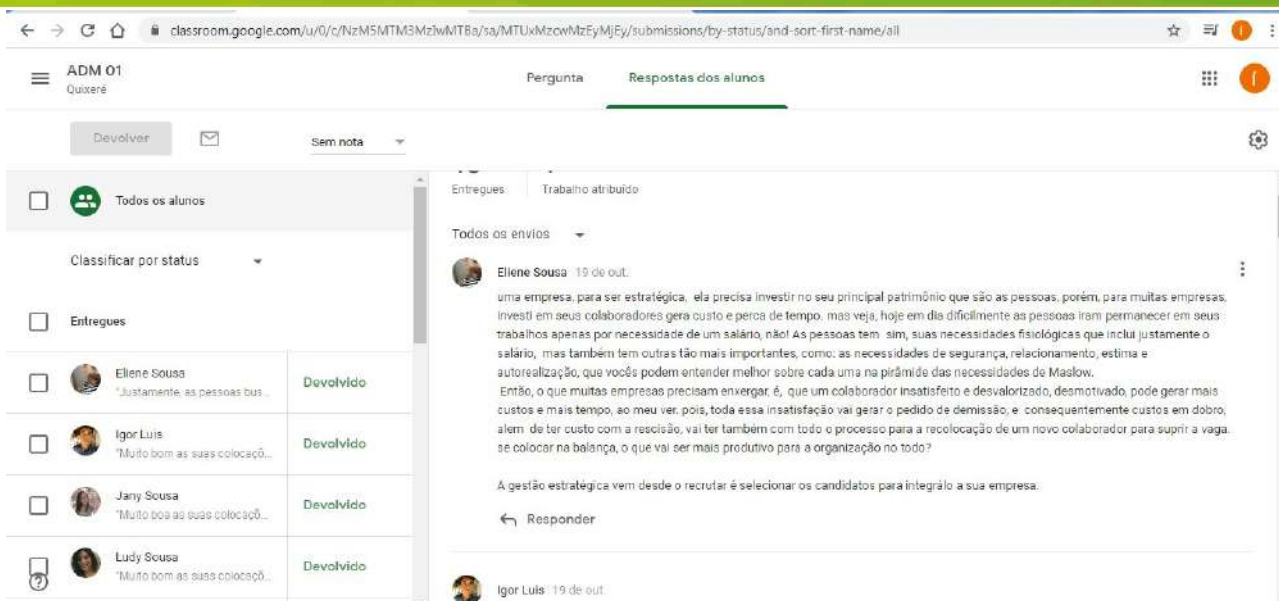 classroom.google.com/u/0/c/NzM5MTM3MzIwMTBa/sa/MTUxMzcwMzEyMjEy/submissions/by-status/and-sort-first-name/all
ADM 01
Quixeré
Pergunta
Respostas dos alunos
Devolver
Sem nota
Todos os alunos
Classificar por status
Entregues
Eliene Sousa
"Justamente, as pessoas bus...
Devolvido
Igor Luis
"Muito bom as suas colocaçõ...
Devolvido
Jany Sousa
"Muito boa as suas colocaçõ...
Devolvido
Ludy Sousa
"Muito bom as suas colocaçõ...
Devolvido
Entregues
Trabalho atribuído
Todos os envios
Eliene Sousa 19 de out.
uma empresa, para ser estratégica, ela precisa investir no seu principal patrimônio que são as pessoas, porém, para muitas empresas,
investi em seus colaboradores gera custo e perca de tempo. mas veja, hoje em dia dificilmente as pessoas iram permanecer em seus
trabalhos apenas por necessidade de um salário, não! As pessoas tem sim, suas necessidades fisiológicas que inclui justamente o
salário, mas também tem outras tão mais importantes, como: as necessidades de segurança, relacionamento, estima e
autorealização, que vocês podem entender melhor sobre cada uma na pirâmide das necessidades de Maslow.
Então, o que muitas empresas precisam enxergar, é, que um colaborador insatisfeito e desvalorizado, desmotivado, pode gerar mais
custos e mais tempo, ao meu ver. pois, toda essa insatisfação vai gerar o pedido de demissão, e consequentemente custos em dobro,
alem de ter custo com a rescisão, vai ter também com todo o processo para a recolocação de um novo colaborador para suprir a vaga.
se colocar na balança, o que vai ser mais produtivo para a organização no todo?
A gestão estratégica vem desde o recrutar é selecionar os candidatos para integrálo a sua empresa.
Responder
Igor Luis 19 de out.